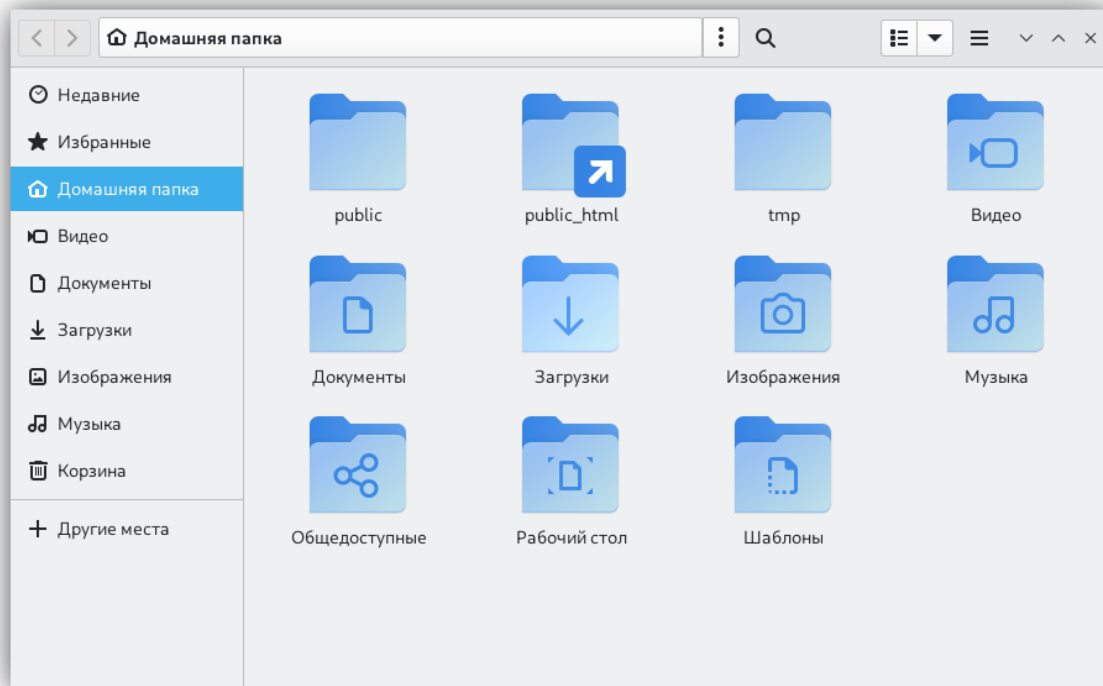 Домашняя папка
Недавние
Избранные
Домашняя папка
Видео
Документы
Загрузки
Изображения
Музыка
Корзина
Другие места
public
public_html
tmp
Видео
Документы
Загрузки
Изображения
Музыка
Общедоступные
Рабочий стол
Шаблоны